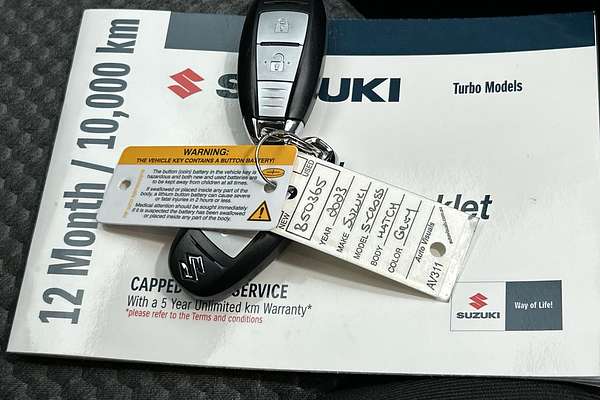 12 Month / 10,000 km
SUZUKI
Turbo Models
WARNING:
THE VEHICLE KEY CONTAINS A BUTTON BATTERY!
The button (coin) battery in the vehicle key is
hazardous and both new and used batteries are
to be kept away from children at all times.
If swallowed or placed inside any part of the
body, a lithium button battery can cause severe
or fatal injuries in 2 hours or less.
Medical attention should be sought immediately
if it is suspected the battery has been swallowed
or placed inside any part of the body.
NEW
USED
B50365
YEAR 2023
MAKE SUZUKI
MODEL S-CROSS
BODY HATCH
COLOR GREY
Auto Visuals
AV311
klet
CAPPED
SERVICE
With a 5 Year Unlimited km Warranty*
*please refer to the Terms and conditions
SUZUKI
Way of Life!